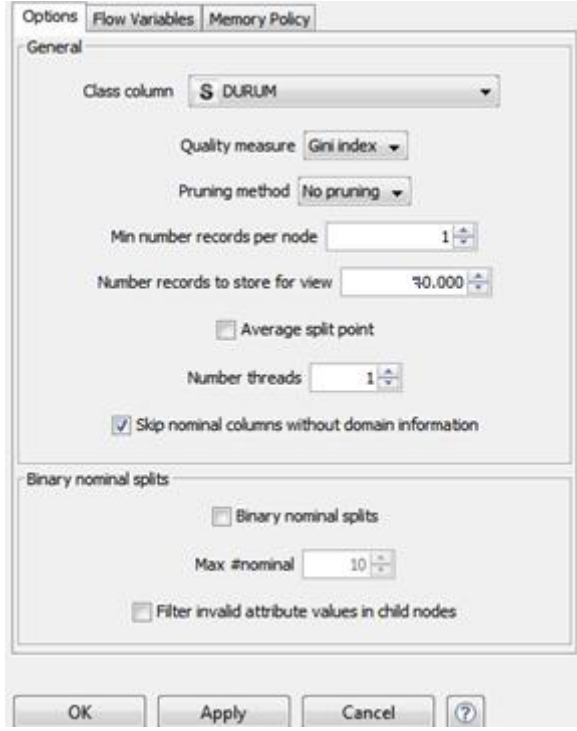 Options Flow Variables Memory Policy
General
Class column S DURUM
Quality measure Gini index
Pruning method No pruning
Min number records per node 1
Number records to store for view
Average split point
Number threads 1
Skip nominal columns without domain information
Binary nominal splits
Binary nominal splits
Max #nominal 10
Filter invalid attribute values in child nodes
OK Apply Cancel ?